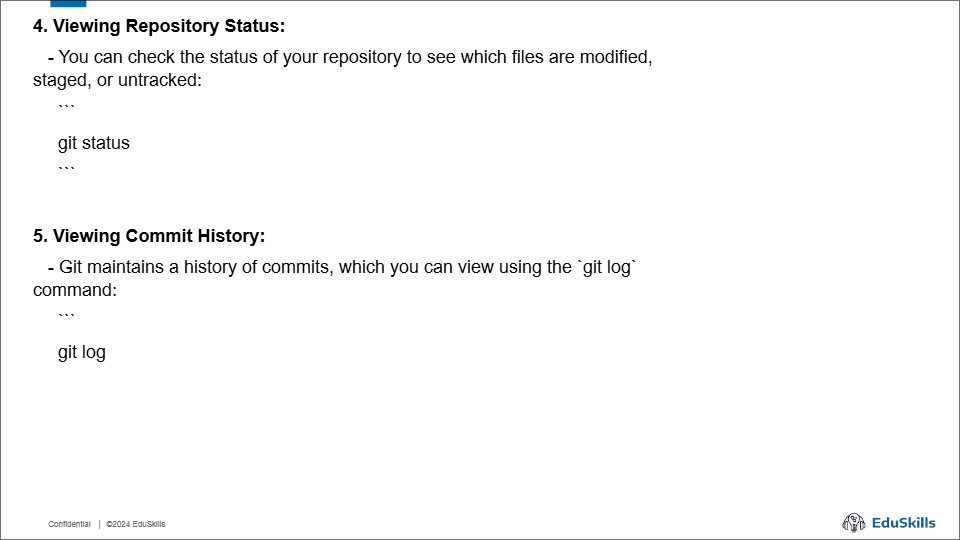 4. Viewing Repository Status:
- You can check the status of your repository to see which files are modified,
staged, or untracked:
```
git status
```
5. Viewing Commit History:
- Git maintains a history of commits, which you can view using the `git log`
command:
```
git log
Confidential | ©2024 EduSkills
EduSkills